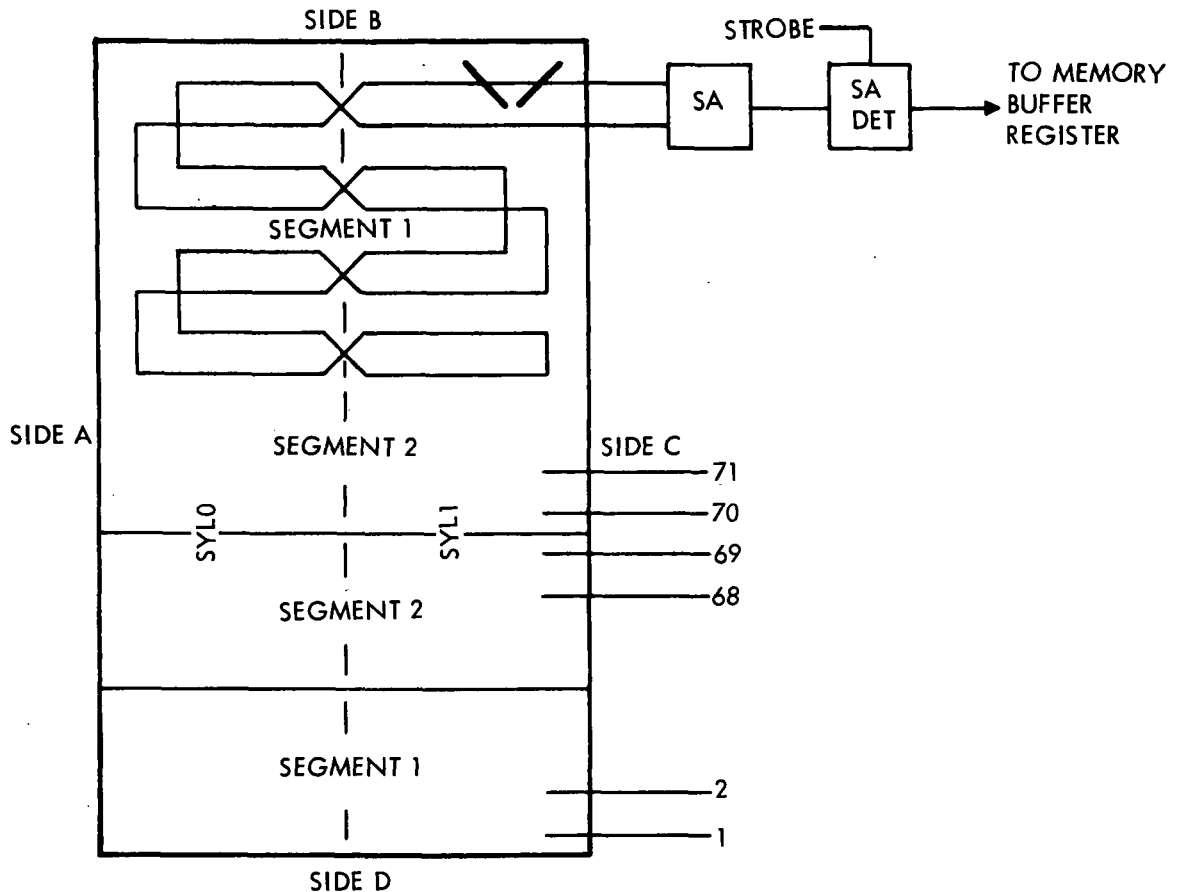 SIDE B
STROBE
SA
SA
DET
TO MEMORY
BUFFER
REGISTER
SEGMENT 1
SIDE A
SEGMENT 2
SIDE C
71
70
SYL0
SYL1
69
68
SEGMENT 2
SEGMENT 1
2
1
SIDE D